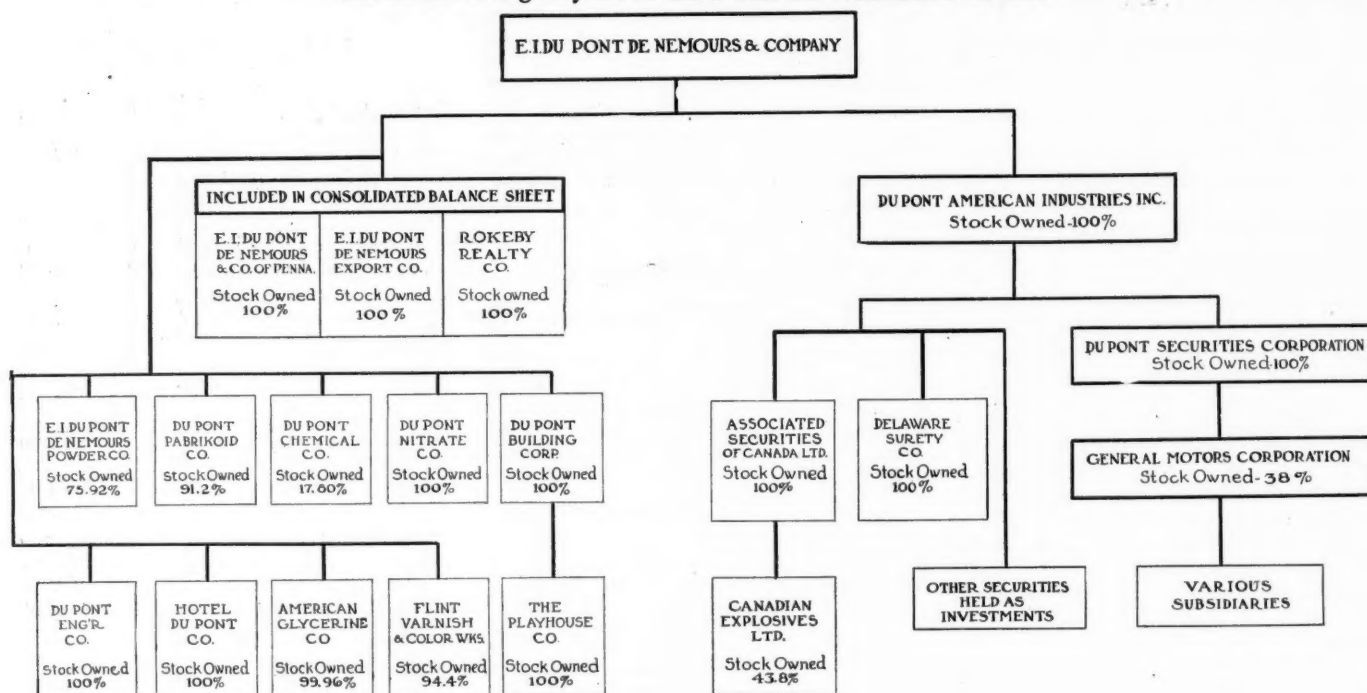 E.I.DU PONT DE NEMOURS & COMPANY
INCLUDED IN CONSOLIDATED BALANCE SHEET
E.I.DU PONT
DE NEMOURS
& CO. OF PENNA.
Stock Owned
100%
E.I.DU PONT
DE NEMOURS
EXPORT CO.
Stock Owned
100%
ROKEBY
REALTY
CO.
Stock owned
100%
DU PONT AMERICAN INDUSTRIES INC.
Stock Owned-100%
DU PONT SECURITIES CORPORATION
Stock Owned-100%
GENERAL MOTORS CORPORATION
Stock Owned-38%
VARIOUS
SUBSIDIARIES
E.I DU PONT
DE NEMOURS
POWDER CO.
Stock Owned
75.92%
DU PONT
PABRIKOID
CO.
Stock Owned
91.2%
DU PONT
CHEMICAL
CO.
Stock Owned
17.60%
DU PONT
NITRATE
CO.
Stock Owned
100%
DU PONT
BUILDING
CORP.
Stock Owned
100%
ASSOCIATED
SECURITIES
OF CANADA LTD.
Stock Owned
100%
DELAWARE
SURETY
CO.
Stock Owned
100%
DU PONT
ENG'R
CO.
Stock Owned
100%
HOTEL
DU PONT
CO.
Stock Owned
100%
AMERICAN
GLYCERINE
CO
Stock Owned
99.96%
FLINT
VARNISH
& COLOR WKS.
Stock Owned
94.4%
THE
PLAYHOUSE
CO.
Stock Owned
100%
CANADIAN
EXPLOSIVES
LTD.
Stock Owned
43.8%
OTHER SECURITIES
HELD AS
INVESTMENTS